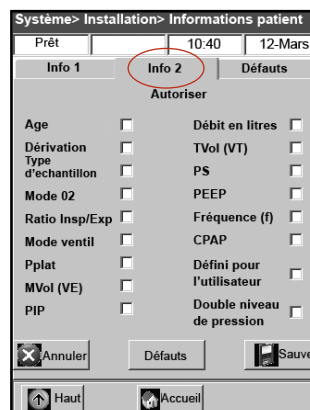 Système> Installation> Informations patient
Prêt 10:40 12-Mars
Info 1 Info 2 Défauts
Autoriser
Age
Dérivation
Type
d'echantillon
Mode 02
Ratio Insp/Exp
Mode ventil
Pplat
MVol (VE)
PIP
Débit en litres
TVol (VT)
PS
PEEP
Fréquence (f)
CPAP
Défini pour
l'utilisateur
Double niveau
de pression
Annuler Défauts Sauve
Haut Accueil